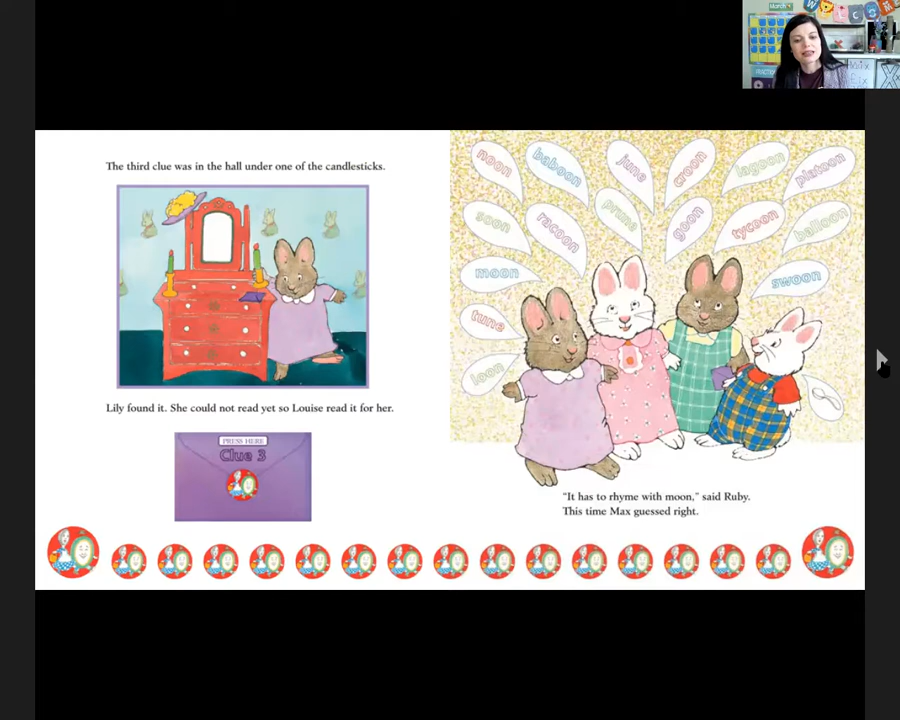 March
WELCOME
The third clue was in the hall under one of the candlesticks.
Lily found it. She could not read yet so Louise read it for her.
PRESS HERE
Clue 3
noon
baboon
june
croon
lagoon
platoon
soon
racoon
prune
goon
tycoon
balloon
moon
swoon
tune
loon
"It has to rhyme with moon," said Ruby.
This time Max guessed right.